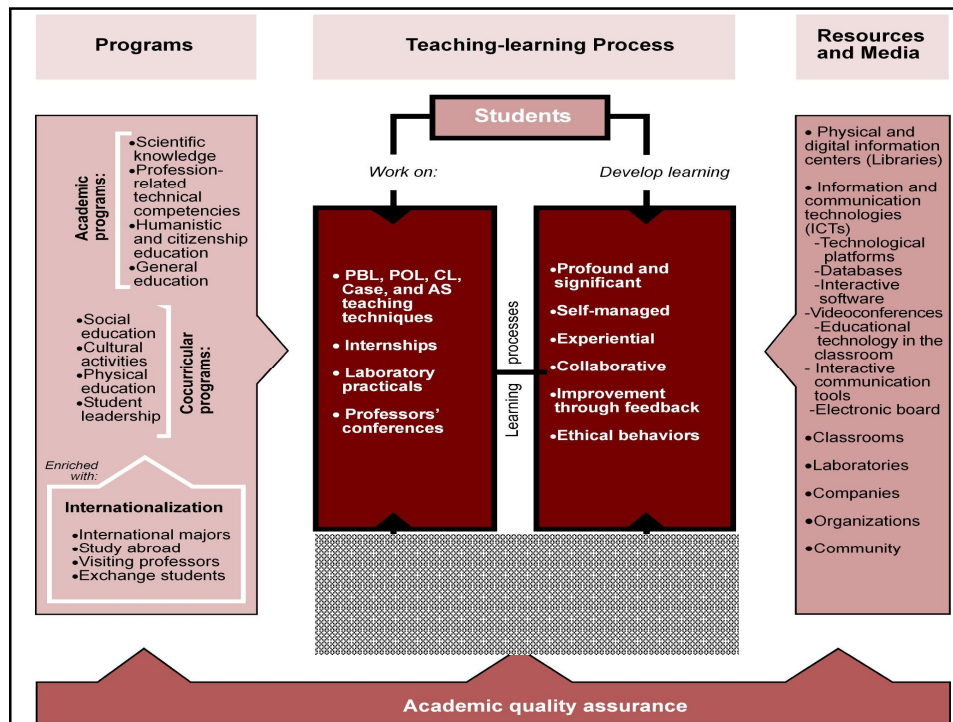 Programs
Teaching-learning Process
Resources
and Media
Academic
programs:
•Scientific
knowledge
•Profession-
related
technical
competencies
•Humanistic
and citizenship
education
•General
education
•Social
education
•Cultural
activities
•Physical
education
•Student
leadership
Cocurricular
programs:
Enriched
with:
Internationalization
•International majors
•Study abroad
•Visiting professors
•Exchange students
Students
Work on:
Develop learning
• PBL, POL, CL,
Case, and AS
teaching
techniques
• Internships
• Laboratory
practicals
• Professors’
conferences
Learning processes
•Profound and
significant
•Self-managed
•Experiential
•Collaborative
•Improvement
through feedback
•Ethical behaviors
• Physical and
digital information
centers (Libraries)
• Information and
communication
technologies
(ICTs)
-Technological
platforms
-Databases
-Interactive
software
-Videoconferences
-Educational
technology in the
classroom
- Interactive
communication
tools
-Electronic board
• Classrooms
• Laboratories
• Companies
• Organizations
• Community
Academic quality assurance